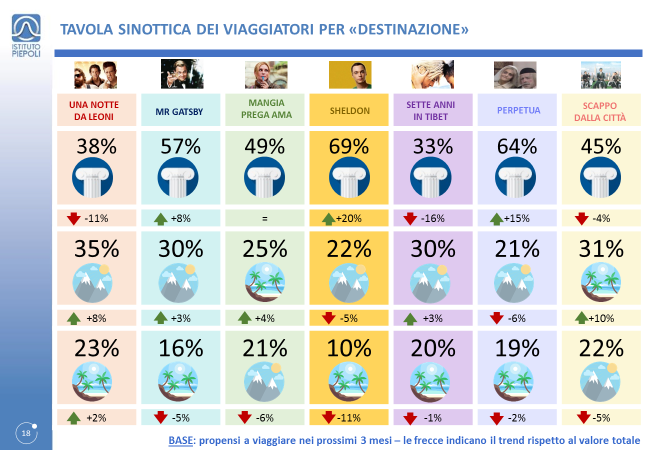 ISTITUTO
PIEPOLI
TAVOLA SINOTTICA DEI VIAGGIATORI PER «DESTINAZIONE»
UNA NOTTE
DA LEONI
MR GATSBY
MANGIA
PREGA AMA
SHELDON
SETTE ANNI
IN TIBET
PERPETUA
SCAPPO
DALLA CITTÀ
38% 57% 49% 69% 33% 64% 45%
-11% +8% = +20% -16% +15% -4%
35% 30% 25% 22% 30% 21% 31%
+8% +3% +4% -5% +3% -6% +10%
23% 16% 21% 10% 20% 19% 22%
+2% -5% -6% -11% -1% -2% -5%
18
BASE: propensi a viaggiare nei prossimi 3 mesi – le frecce indicano il trend rispetto al valore totale